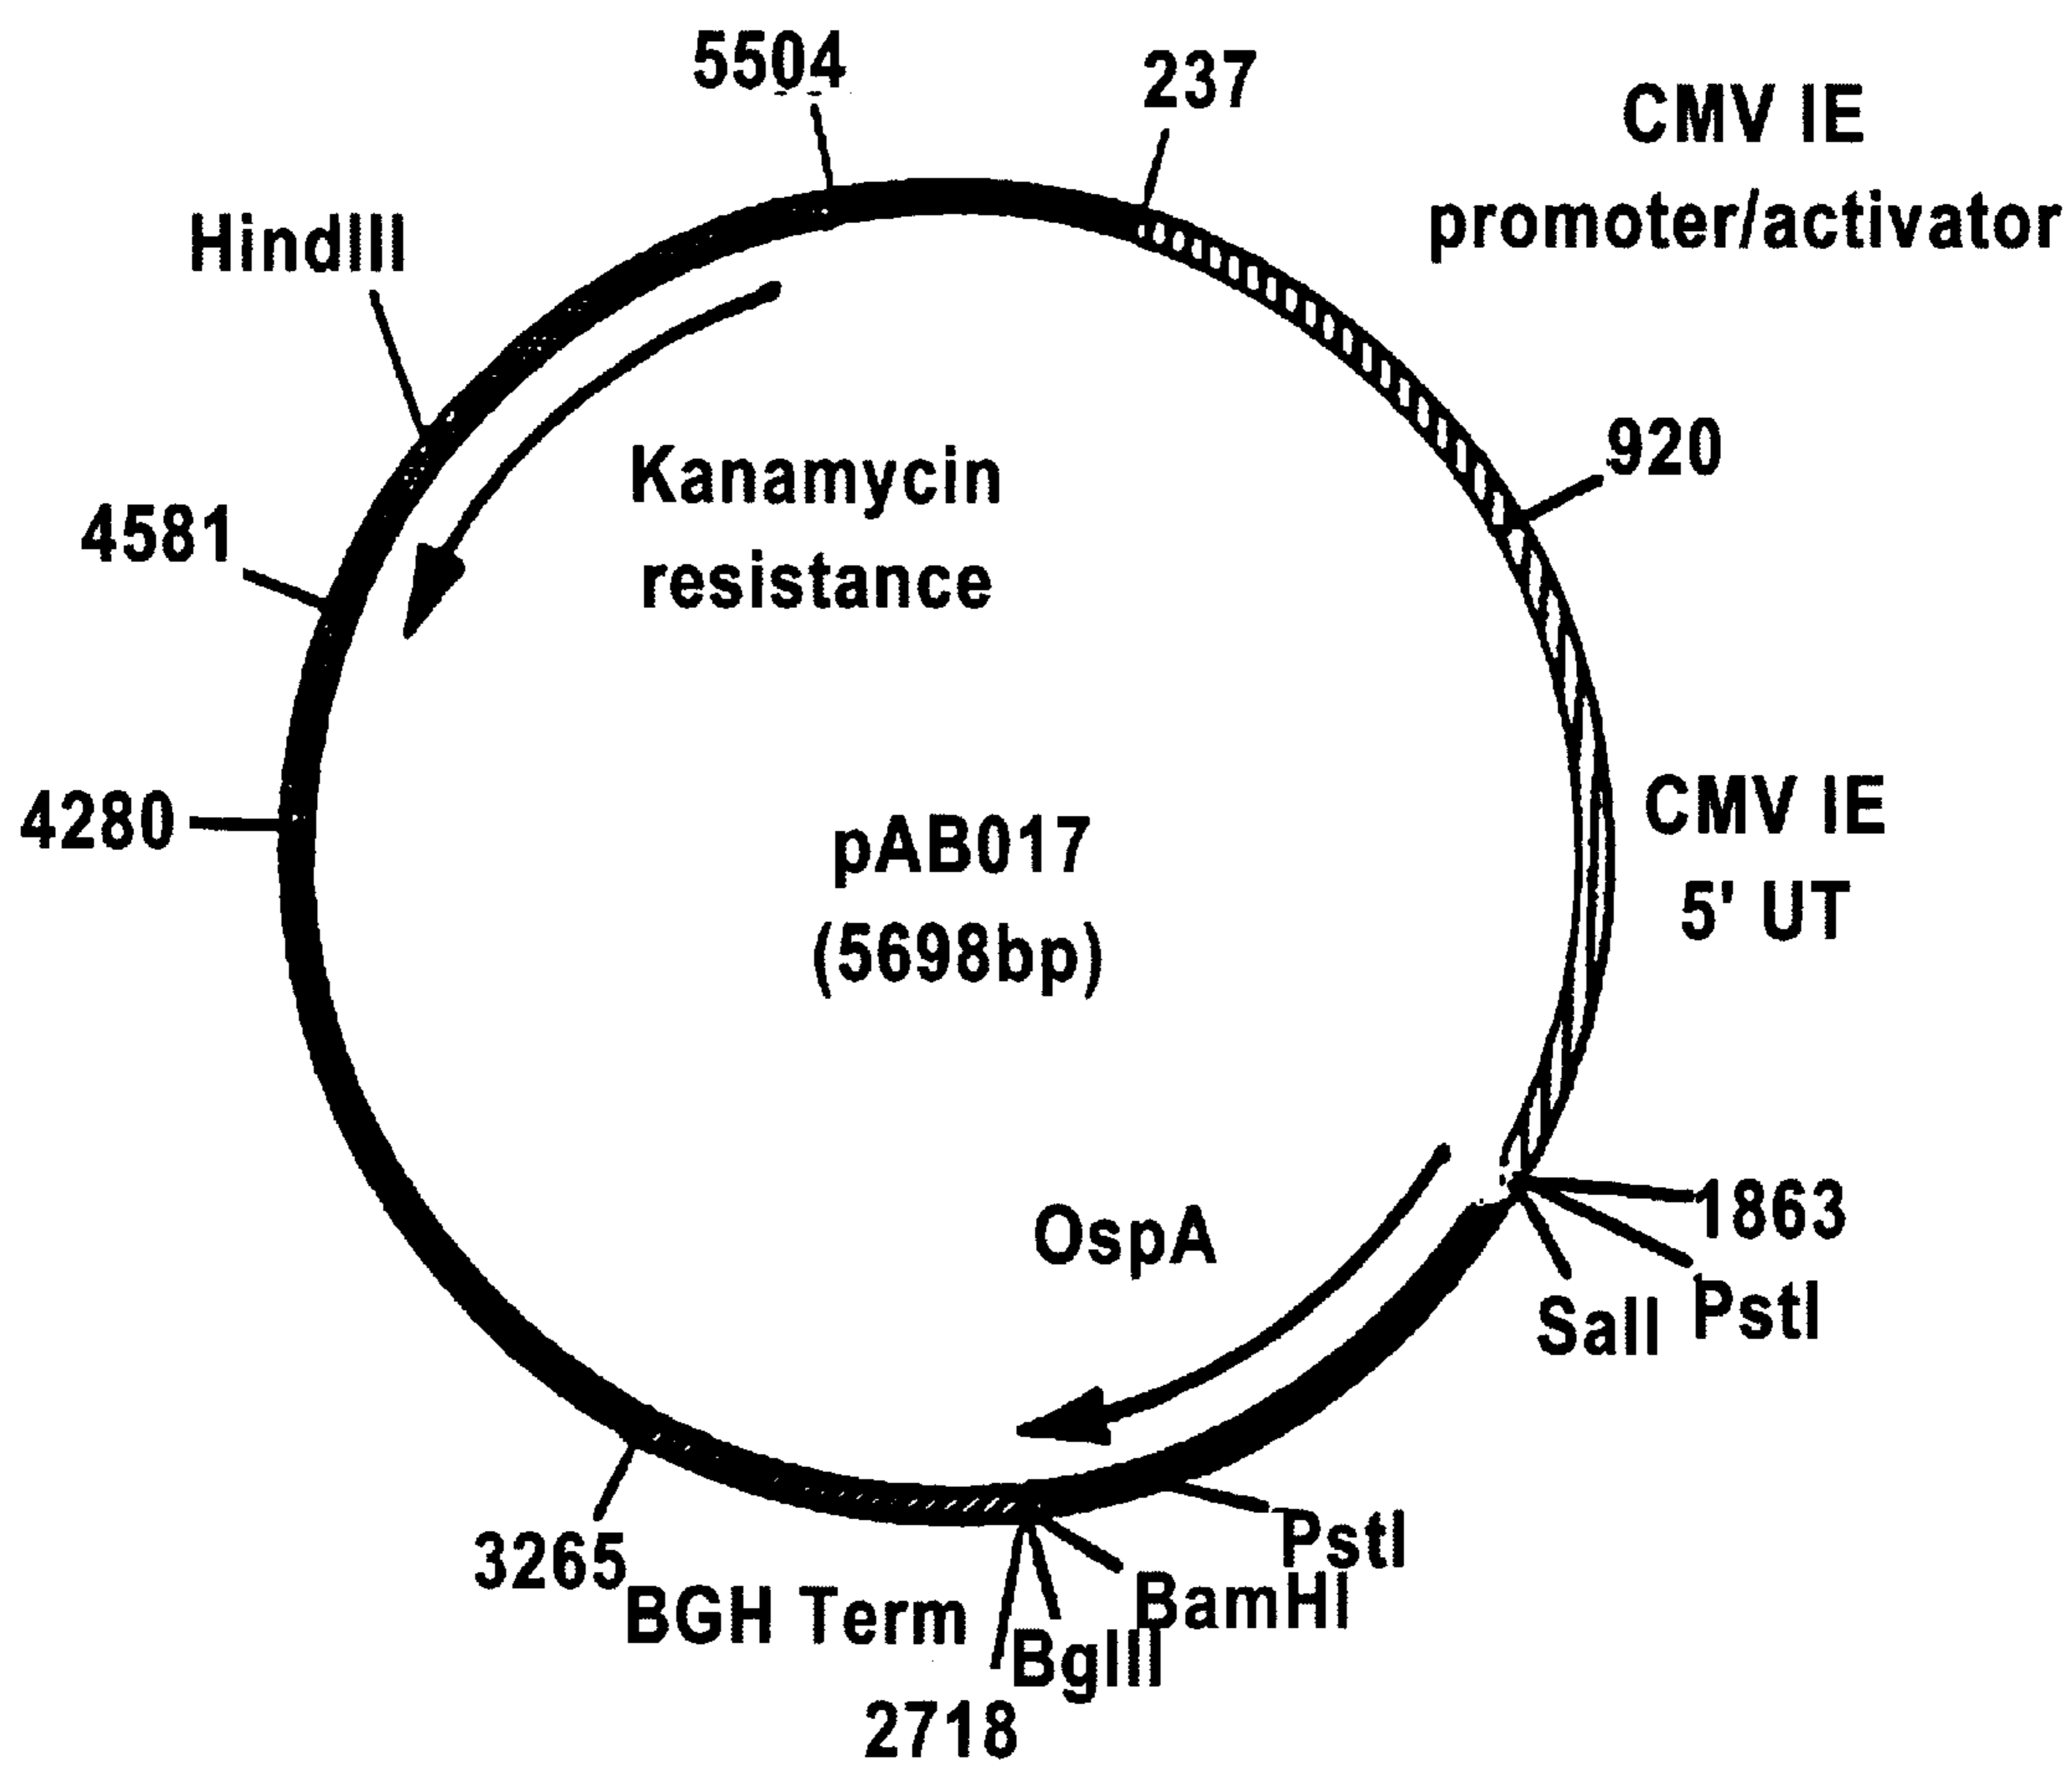 5504
237
CMV IE
promoter/activator
HindIII
920
Kanamycin
resistance
4581
CMV IE
5' UT
4280
pAB017
(5698bp)
1863
OspA
SalI
PstI
PstI
3265
BamHI
BGH Term
BglII
2718